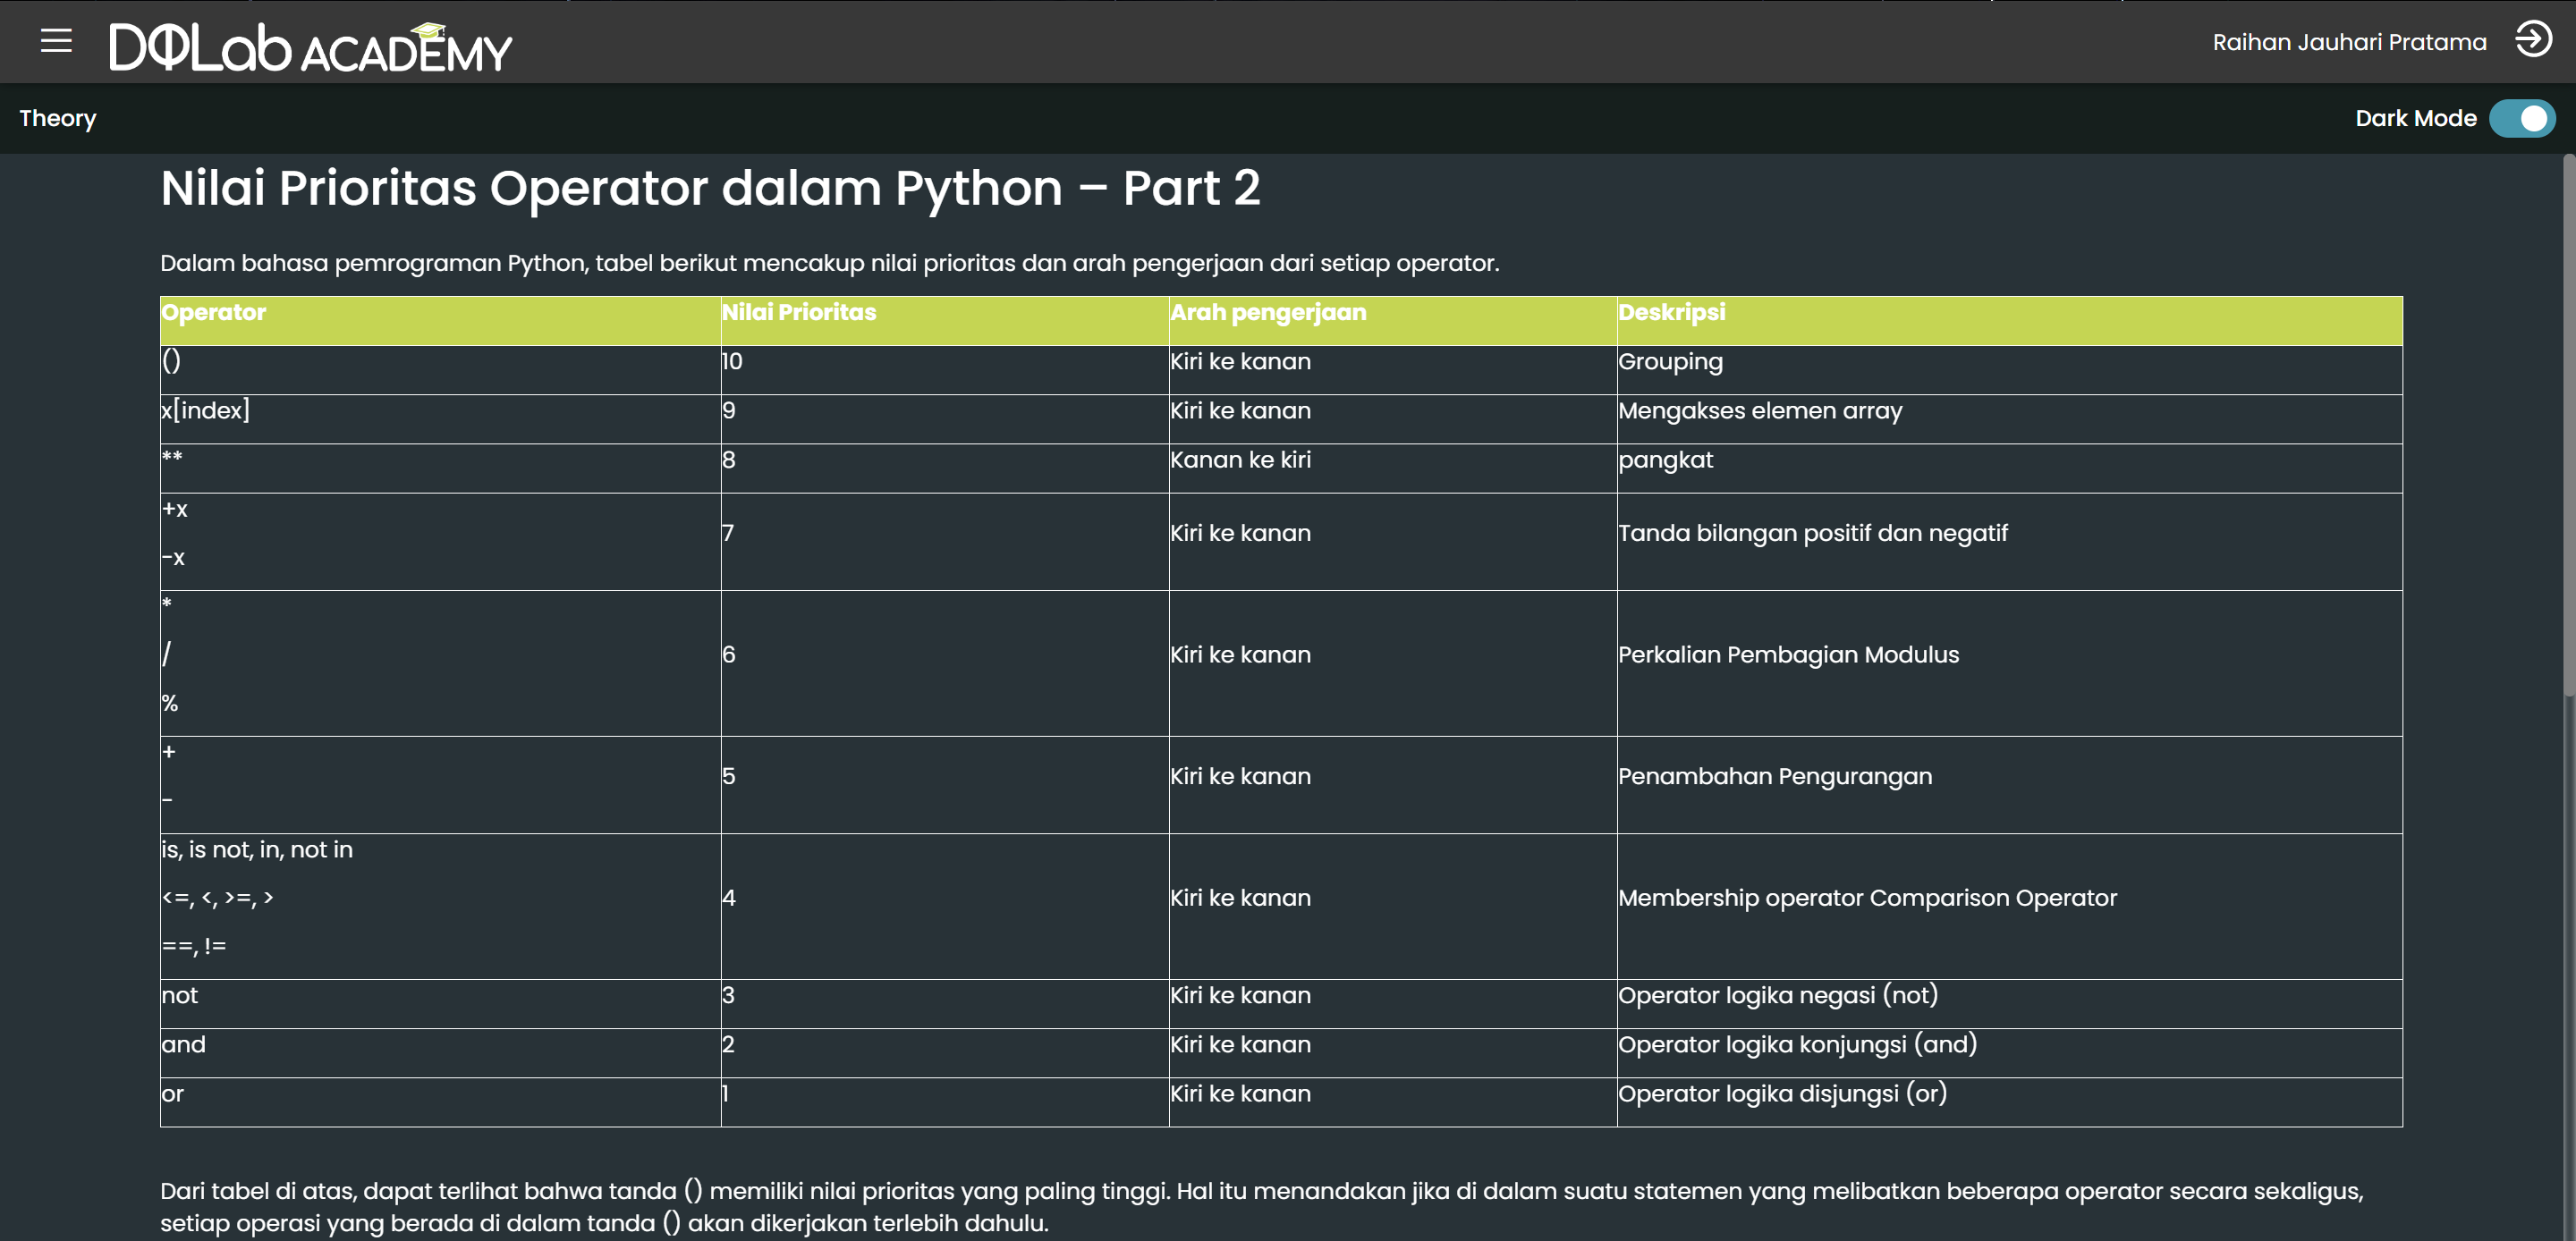 DQLab ACADEMY
Raihan Jauhari Pratama
Theory
Dark Mode
Nilai Prioritas Operator dalam Python – Part 2
Dalam bahasa pemrograman Python, tabel berikut mencakup nilai prioritas dan arah pengerjaan dari setiap operator.
Operator Nilai Prioritas Arah pengerjaan Deskripsi
() 10 Kiri ke kanan Grouping
x[index] 9 Kiri ke kanan Mengakses elemen array
** 8 Kanan ke kiri pangkat
+x
-x
7 Kiri ke kanan Tanda bilangan positif dan negatif
*
/
%
6 Kiri ke kanan Perkalian Pembagian Modulus
+
-
5 Kiri ke kanan Penambahan Pengurangan
is, is not, in, not in
<=, <, >=, >
==, !=
4 Kiri ke kanan Membership operator Comparison Operator
not 3 Kiri ke kanan Operator logika negasi (not)
and 2 Kiri ke kanan Operator logika konjungsi (and)
or 1 Kiri ke kanan Operator logika disjungsi (or)
Dari tabel di atas, dapat terlihat bahwa tanda () memiliki nilai prioritas yang paling tinggi. Hal itu menandakan jika di dalam suatu statemen yang melibatkan beberapa operator secara sekaligus,
setiap operasi yang berada di dalam tanda () akan dikerjakan terlebih dahulu.